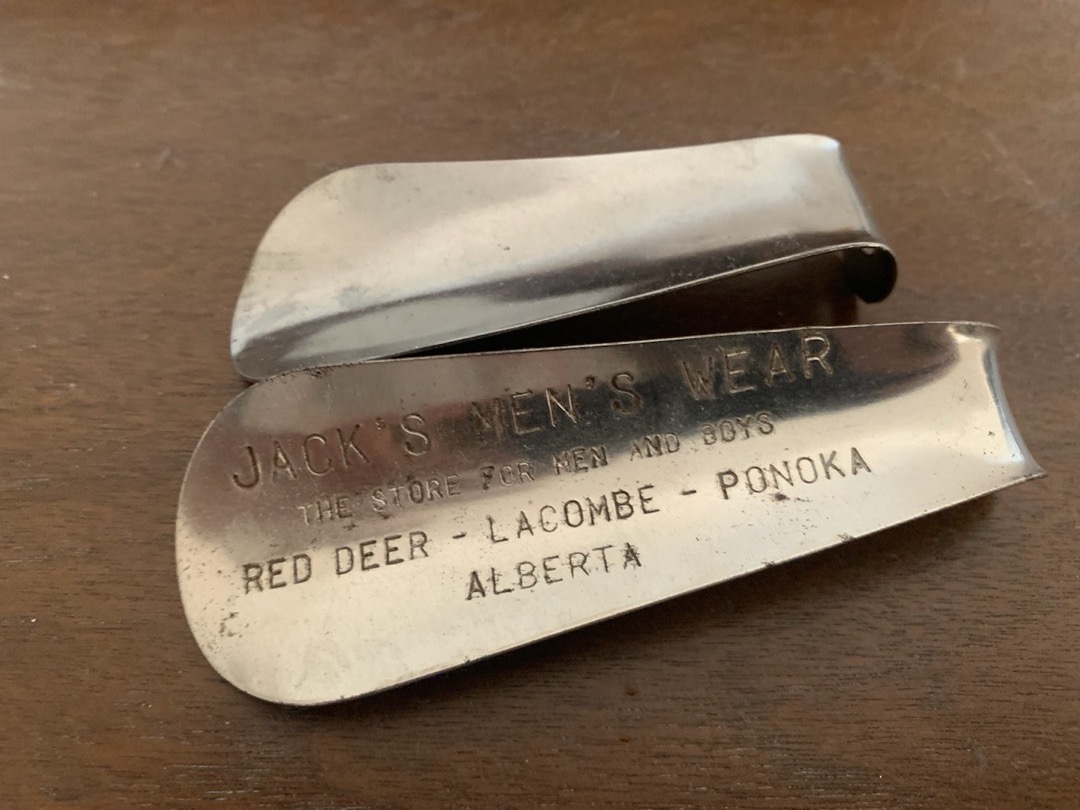 JACK'S MEN'S WEAR
THE STORE FOR MEN AND BOYS
RED DEER - LACOMBE - PONOKA
ALBERTA